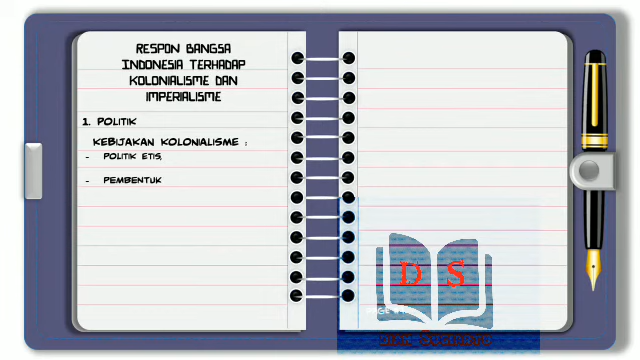 RESPON BANGSA
INDONESIA TERHADAP
KOLONIALISME DAN
IMPERIALISME
1. POLITIK
KEBIJAKAN KOLONIALISME :
- POLITIK ETIS,
- PEMBENTUK
D S